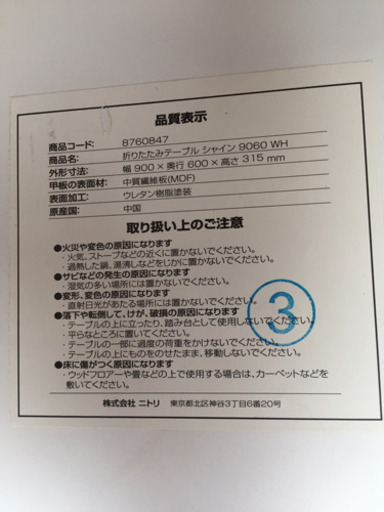 品質表示
商品コード: 8760847
商品名: 折りたたみテーブル シャイン 9060 WH
外形寸法: 幅 900 × 奥行 600 × 高さ 315 mm
甲板の表面材: 中質繊維板(MDF)
表面加工: ウレタン樹脂塗装
原産国: 中国
取り扱い上のご注意
●火災や変色の原因になります
・火気、ストーブなどの近くに置かないでください。
・過熱した鍋、湯沸しなどをじかに置かないでください。
●サビなどの発生の原因になります
・湿気の多い場所には置かないでください。
●変形、変色の原因になります
・直射日光があたる場所には置かないでください。
●落下や転倒して、けが、破損の原因になります
・テーブルの上に立ったり、踏み台として使用しないでください。
・平らなところに置いてください。
・テーブルの一部に過度の荷重をかけないでください。
・テーブルの上にものをのせたまま、移動しないでください。
●床に傷がつく原因になります
・ウッドフロアーや畳などの上で使用する場合は、カーペットなどを
敷いてください。
株式会社 ニトリ 東京都北区神谷3丁目6番20号
③